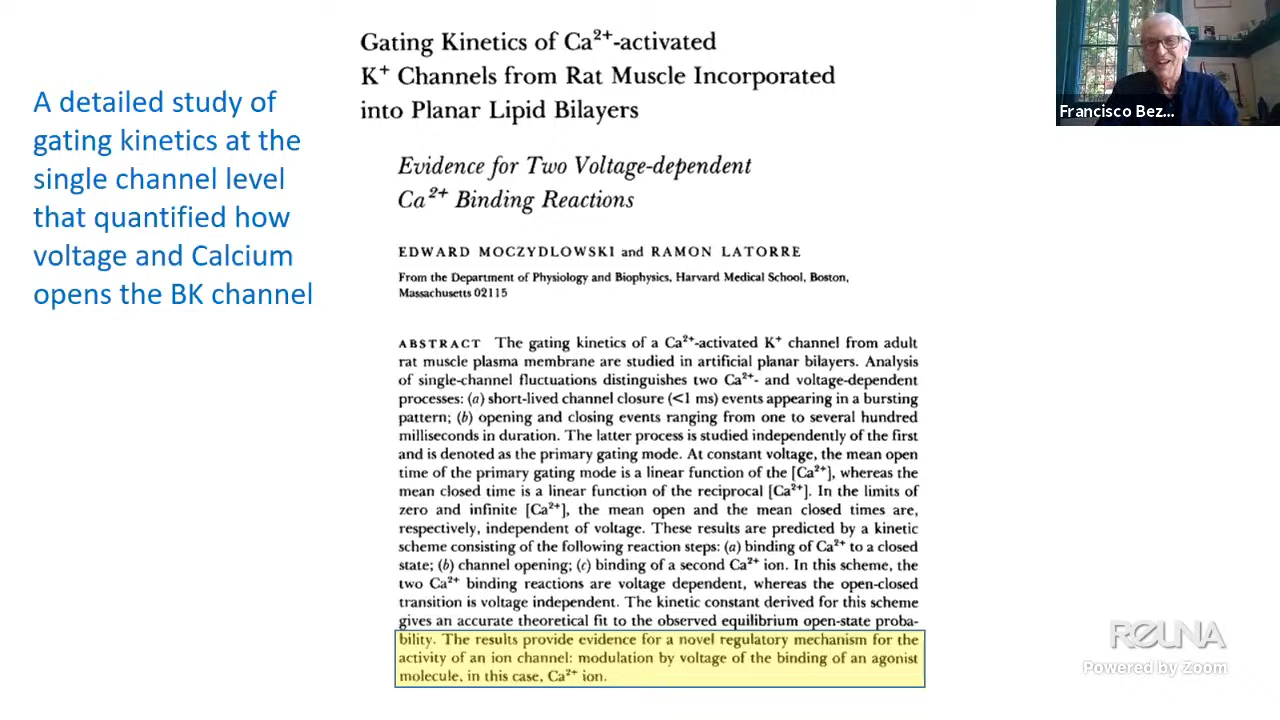 A detailed study of
gating kinetics at the
single channel level
that quantified how
voltage and Calcium
opens the BK channel
Gating Kinetics of Ca²⁺-activated
K⁺ Channels from Rat Muscle Incorporated
into Planar Lipid Bilayers
Evidence for Two Voltage-dependent
Ca²⁺ Binding Reactions
EDWARD MOCZYDLOWSKI and RAMON LATORRE
From the Department of Physiology and Biophysics, Harvard Medical School, Boston,
Massachusetts 02115
ABSTRACT The gating kinetics of a Ca²⁺-activated K⁺ channel from adult
rat muscle plasma membrane are studied in artificial planar bilayers. Analysis
of single-channel fluctuations distinguishes two Ca²⁺- and voltage-dependent
processes: (a) short-lived channel closure (<1 ms) events appearing in a bursting
pattern; (b) opening and closing events ranging from one to several hundred
milliseconds in duration. The latter process is studied independently of the first
and is denoted as the primary gating mode. At constant voltage, the mean open
time of the primary gating mode is a linear function of the [Ca²⁺], whereas the
mean closed time is a linear function of the reciprocal [Ca²⁺]. In the limits of
zero and infinite [Ca²⁺], the mean open and the mean closed times are,
respectively, independent of voltage. These results are predicted by a kinetic
scheme consisting of the following reaction steps: (a) binding of Ca²⁺ to a closed
state; (b) channel opening; (c) binding of a second Ca²⁺ ion. In this scheme, the
two Ca²⁺ binding reactions are voltage dependent, whereas the open-closed
transition is voltage independent. The kinetic constant derived for this scheme
gives an accurate theoretical fit to the observed equilibrium open-state proba-
bility. The results provide evidence for a novel regulatory mechanism for the
activity of an ion channel: modulation by voltage of the binding of an agonist
molecule, in this case, Ca²⁺ ion.
Francisco Bez...
REUNA
Powered by Zoom